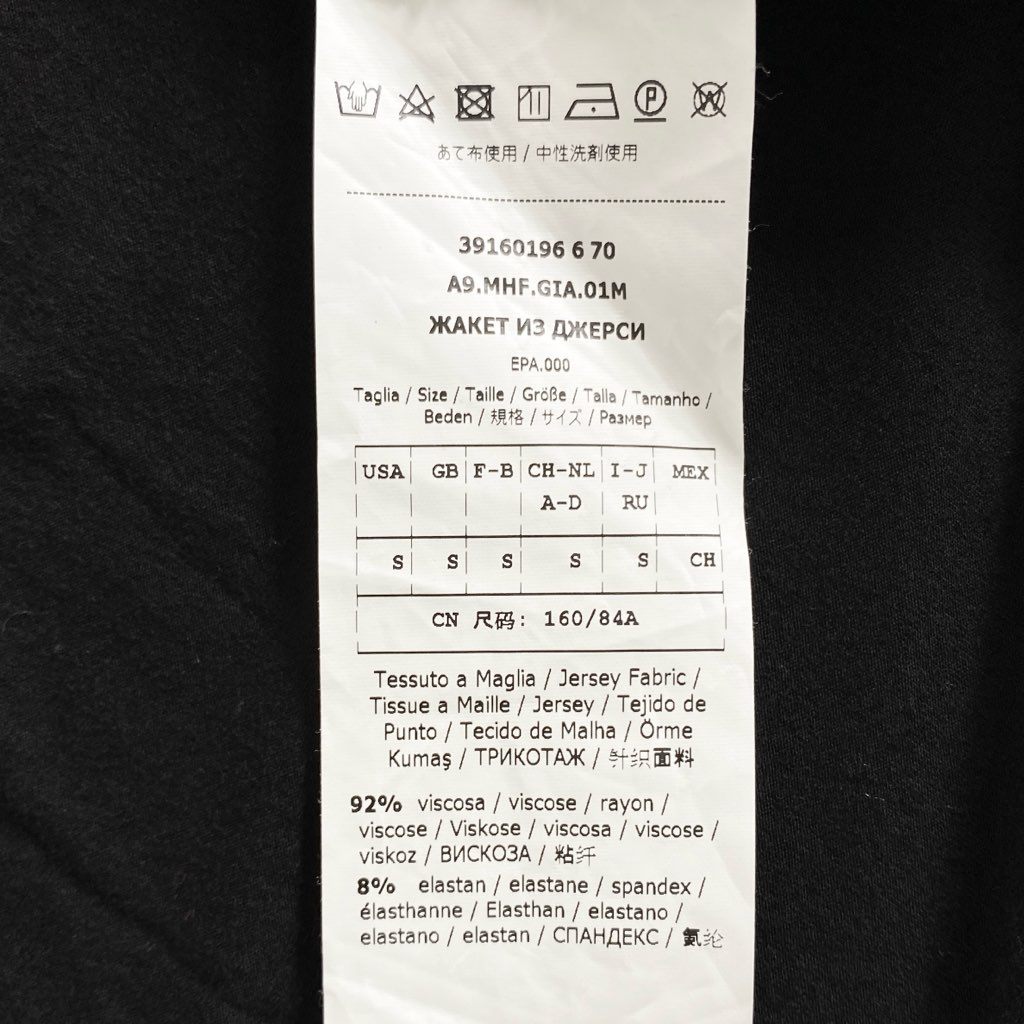 あて布使用 / 中性洗剤使用
39160196 6 70
A9.MHF.GIA.01M
ЖАКЕТ ИЗ ДЖЕРСИ
EPA.000
Taglia / Size / Taille / Größe / Talla / Tamanho /
Beden / 規格 / サイズ / Размер
USA GB F-B CH-NL I-J MEX
A-D RU
S S S S S CH
CN 尺码: 160/84A
Tessuto a Maglia / Jersey Fabric /
Tissue a Maille / Jersey / Tejido de
Punto / Tecido de Malha / Örme
Kumaş / ТРИКОТАЖ / 针织面料
92% viscosa / viscose / rayon /
viscose / Viskose / viscosa / viscose /
viskoz / ВИСКОЗА / 粘纤
8% elastan / elastane / spandex /
élasthanne / Elasthan / elastano /
elastano / elastan / СПАНДЕКС / 氨纶